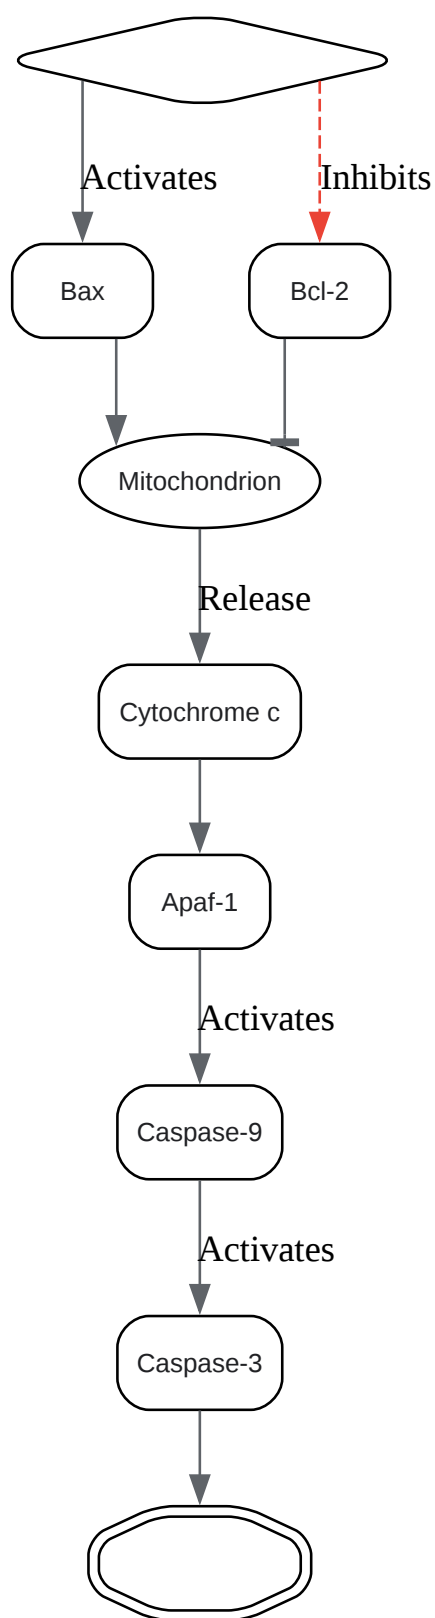 Activates
Inhibits
Bax
Bcl-2
Mitochondrion
Release
Cytochrome c
Apaf-1
Activates
Caspase-9
Activates
Caspase-3